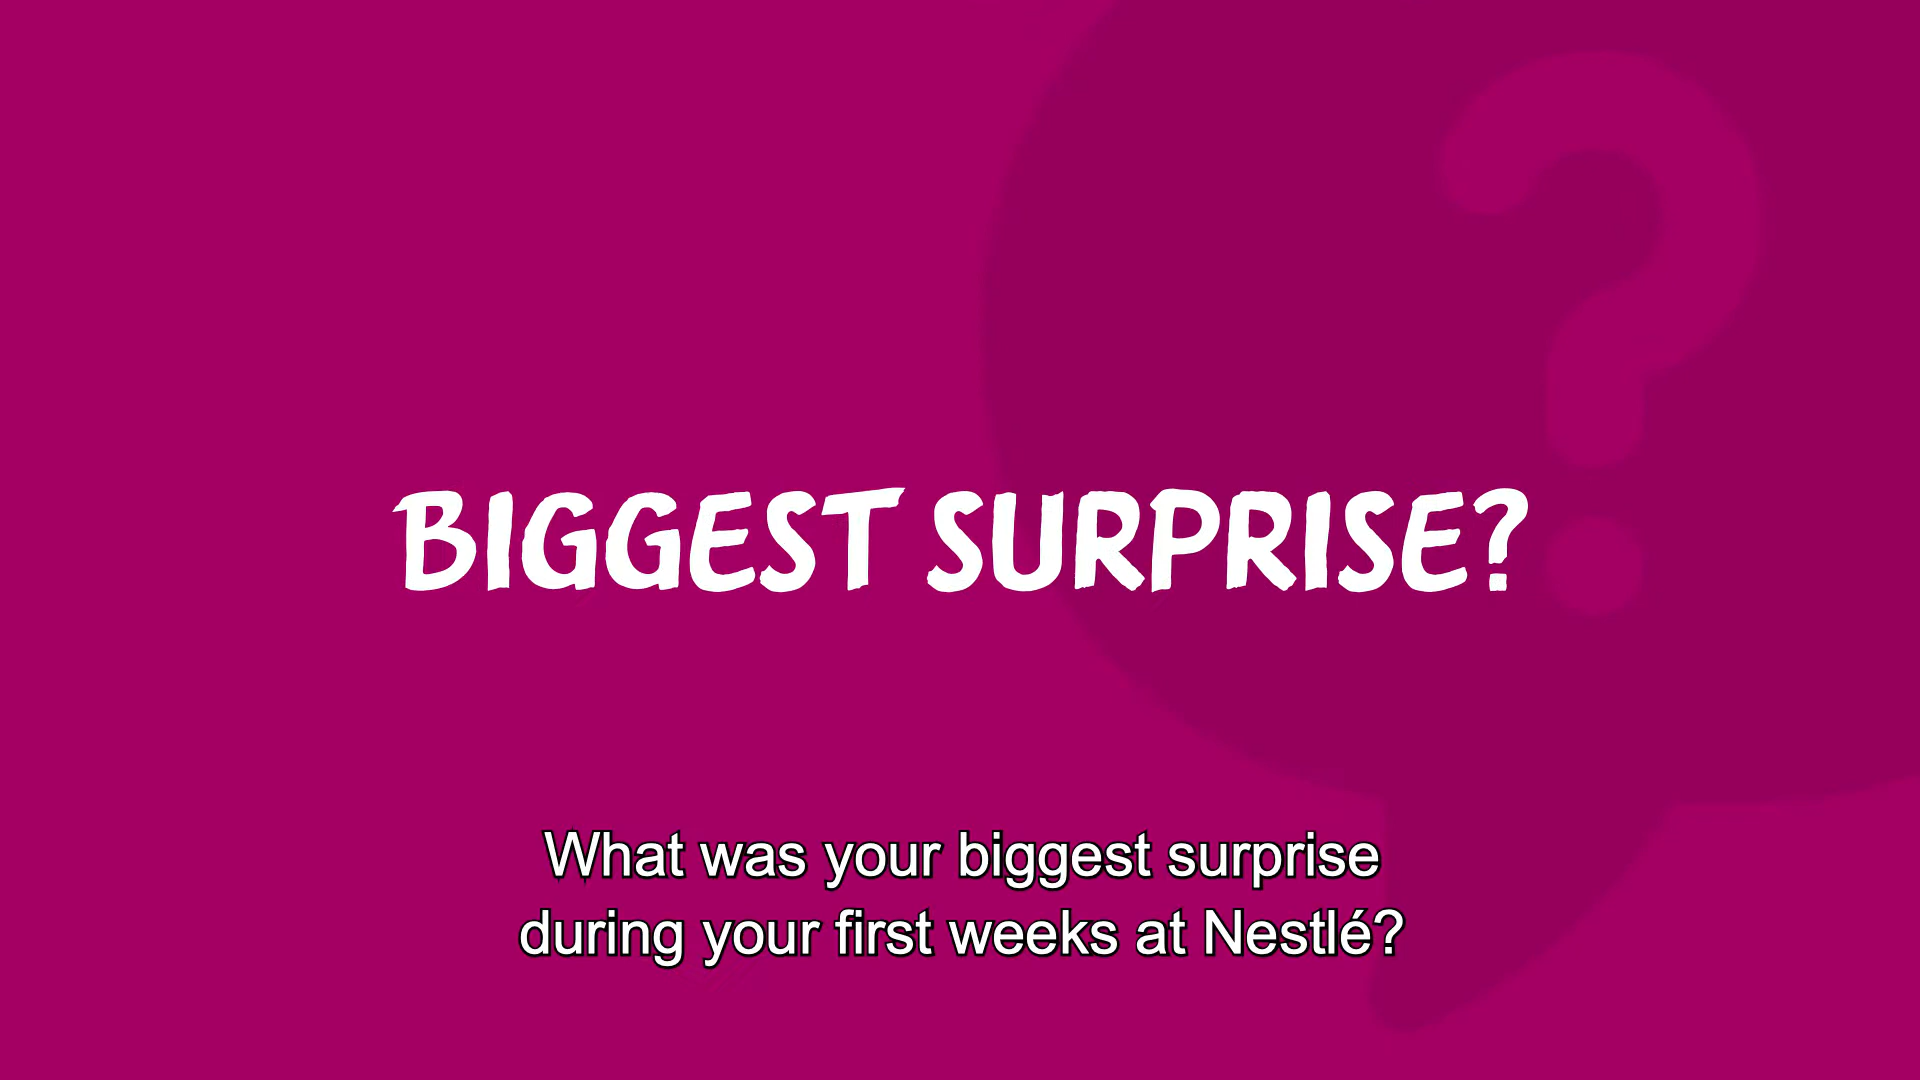 BIGGEST SURPRISE?
What was your biggest surprise
during your first weeks at Nestlé?